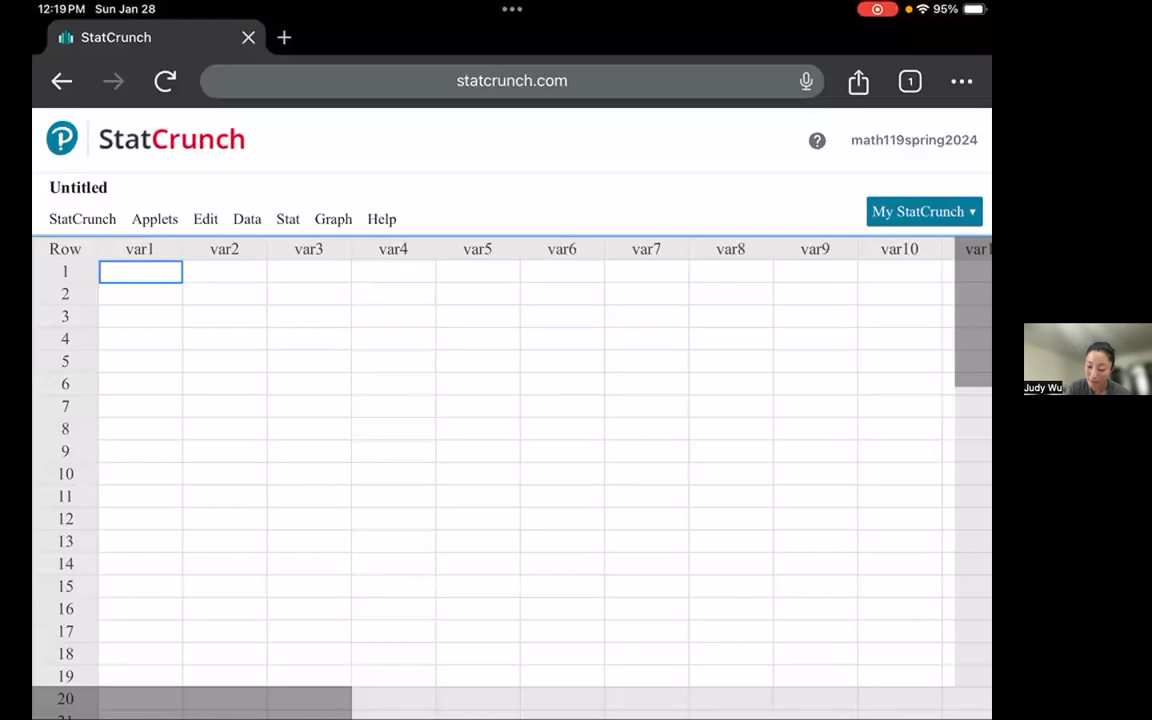 12:19 PM Sun Jan 28
95%
StatCrunch
statcrunch.com
1
StatCrunch
math119spring2024
Untitled
StatCrunch Applets Edit Data Stat Graph Help
My StatCrunch
Row var1 var2 var3 var4 var5 var6 var7 var8 var9 var10
1
2
3
4
5
6
7
8
9
10
11
12
13
14
15
16
17
18
19
20
Judy Wu